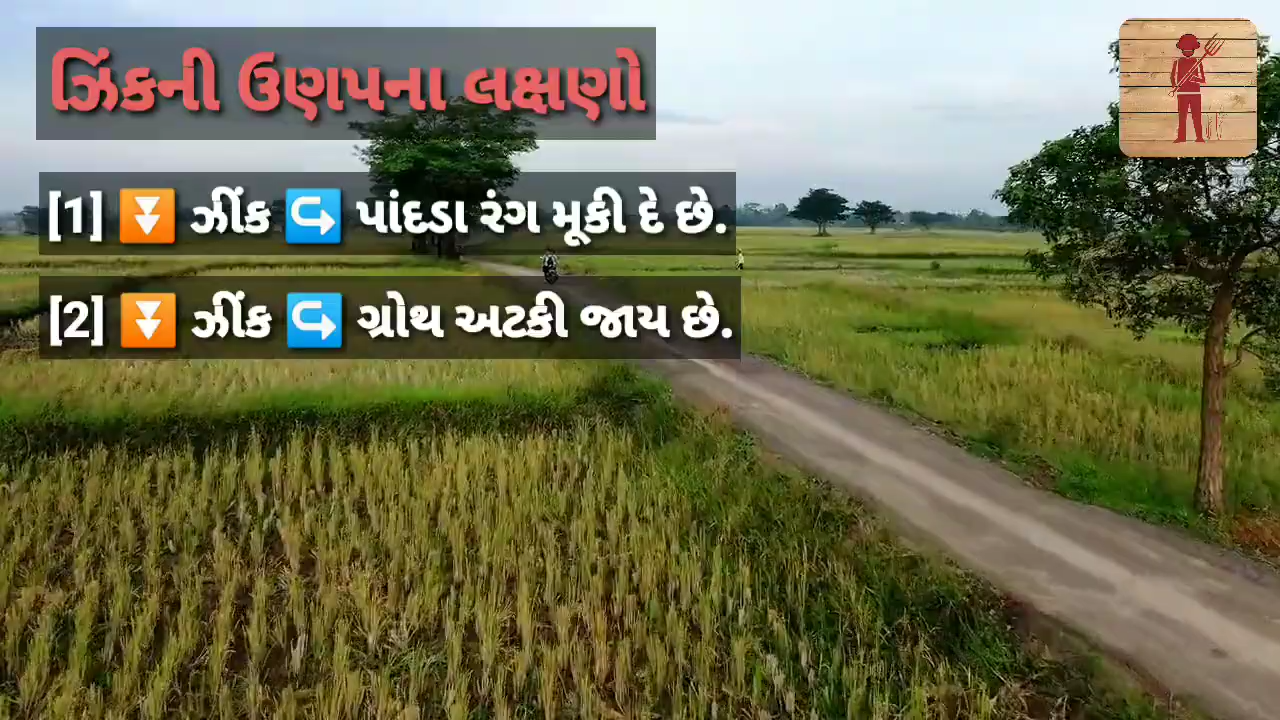 ઝિંકની ઉણપના લક્ષણો
[1] ⏬ ઝીંક ↪️ પાંદડા રંગ મૂકી દે છે.
[2] ⏬ ઝીંક ↪️ ગ્રોથ અટકી જાય છે.